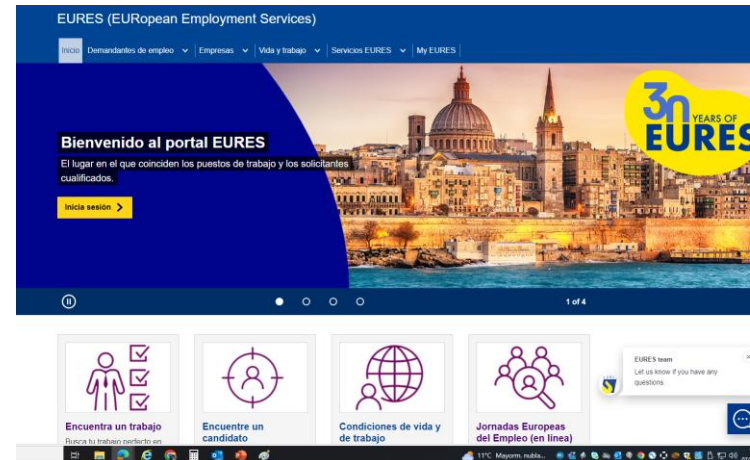 EURES (EURopean Employment Services)
Inicio Demandantes de empleo Empresas Vida y trabajo Servicios EURES My EURES
30 YEARS OF
EURES
Bienvenido al portal EURES
El lugar en el que coinciden los puestos de trabajo y los solicitantes
cualificados.
Inicia sesión
1 of 4
EURES team
Let us know if you have any
questions.
Encuentra un trabajo
Busca tu trabajo perfecto en
Encuentre un
candidato
Condiciones de vida y
de trabajo
Jornadas Europeas
del Empleo (en línea)
11°C Mayorm. nubla...